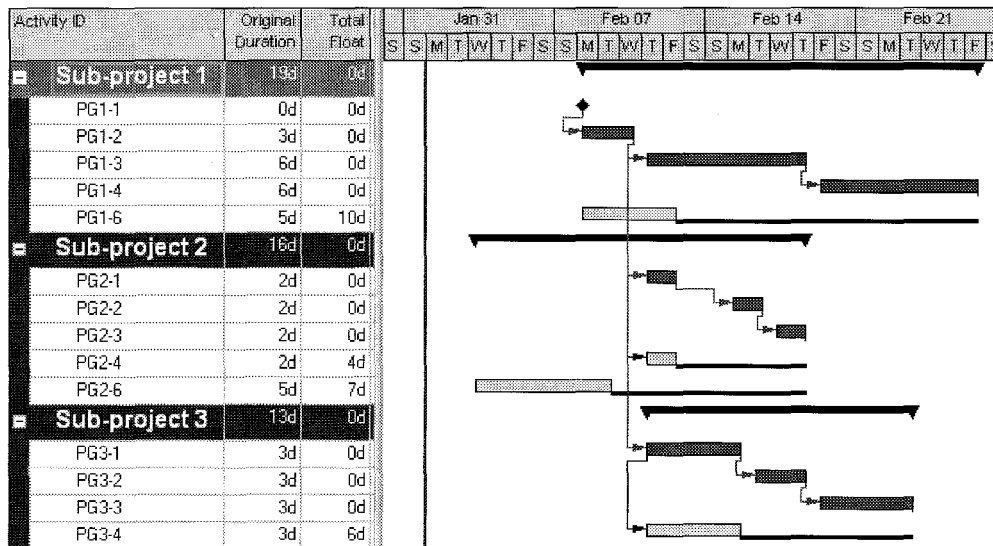 Activity ID Original Duration Total Float Jan 31 Feb 07 Feb 14 Feb 21
S S M T W T F S S M T W T F S S M T W T F S S M T W T F
Sub-project 1 19d 0d
PG1-1 0d 0d
PG1-2 3d 0d
PG1-3 6d 0d
PG1-4 6d 0d
PG1-6 5d 10d
Sub-project 2 16d 0d
PG2-1 2d 0d
PG2-2 2d 0d
PG2-3 2d 0d
PG2-4 2d 4d
PG2-6 5d 7d
Sub-project 3 13d 0d
PG3-1 3d 0d
PG3-2 3d 0d
PG3-3 3d 0d
PG3-4 3d 6d